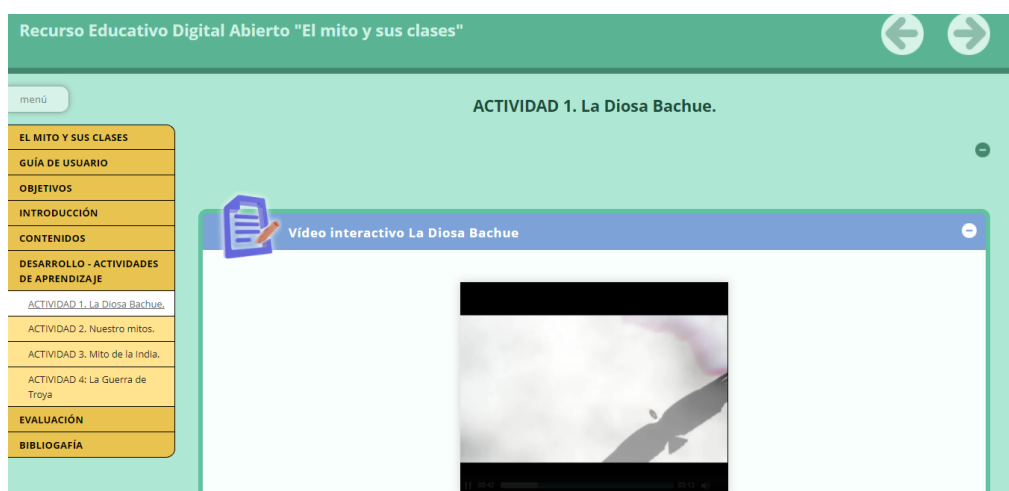 Recurso Educativo Digital Abierto "El mito y sus clases"
menú
EL MITO Y SUS CLASES
GUÍA DE USUARIO
OBJETIVOS
INTRODUCCIÓN
CONTENIDOS
DESARROLLO - ACTIVIDADES
DE APRENDIZAJE
ACTIVIDAD 1. La Diosa Bachue.
ACTIVIDAD 2. Nuestro mitos.
ACTIVIDAD 3. Mito de la India.
ACTIVIDAD 4: La Guerra de
Troya
EVALUACIÓN
BIBLIOGAFÍA
ACTIVIDAD 1. La Diosa Bachue.
Vídeo interactivo La Diosa Bachue